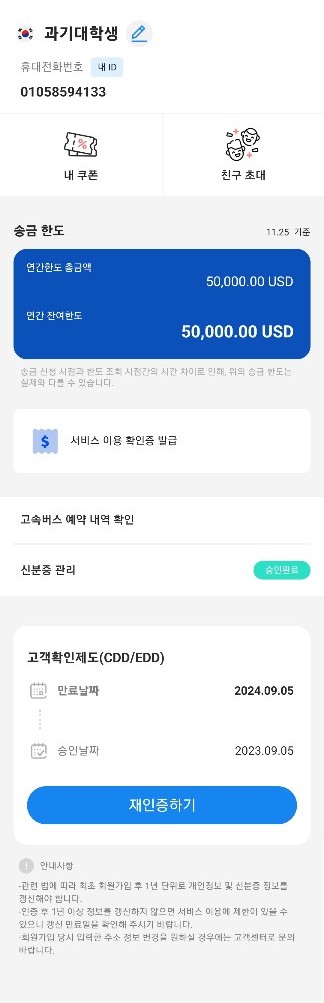 과기대학생
휴대전화번호 내 ID
01058594133
내 쿠폰 친구 초대
송금 한도 11.25 기준
연간한도 총금액
50,000.00 USD
연간 잔여한도
50,000.00 USD
송금 신청 시점과 한도 조회 시점간의 시간 차이로 인해, 위의 송금 한도는
실제와 다를 수 있습니다.
$ 서비스 이용 확인증 발급
고속버스 예약 내역 확인
신분증 관리 승인완료
고객확인제도(CDD/EDD)
만료날짜 2024.09.05
승인날짜 2023.09.05
재인증하기
! 안내사항
-관련 법에 따라 최초 회원가입 후 1년 단위로 개인정보 및 신분증 정보를
갱신해야 합니다.
-인증 후 1년 이상 정보를 갱신하지 않으면 서비스 이용에 제한이 있을 수
있으니 갱신 만료일을 확인해 주시기 바랍니다.
-회원가입 당시 입력한 주소 정보 변경을 원하실 경우에는 고객센터로 문의
바랍니다.